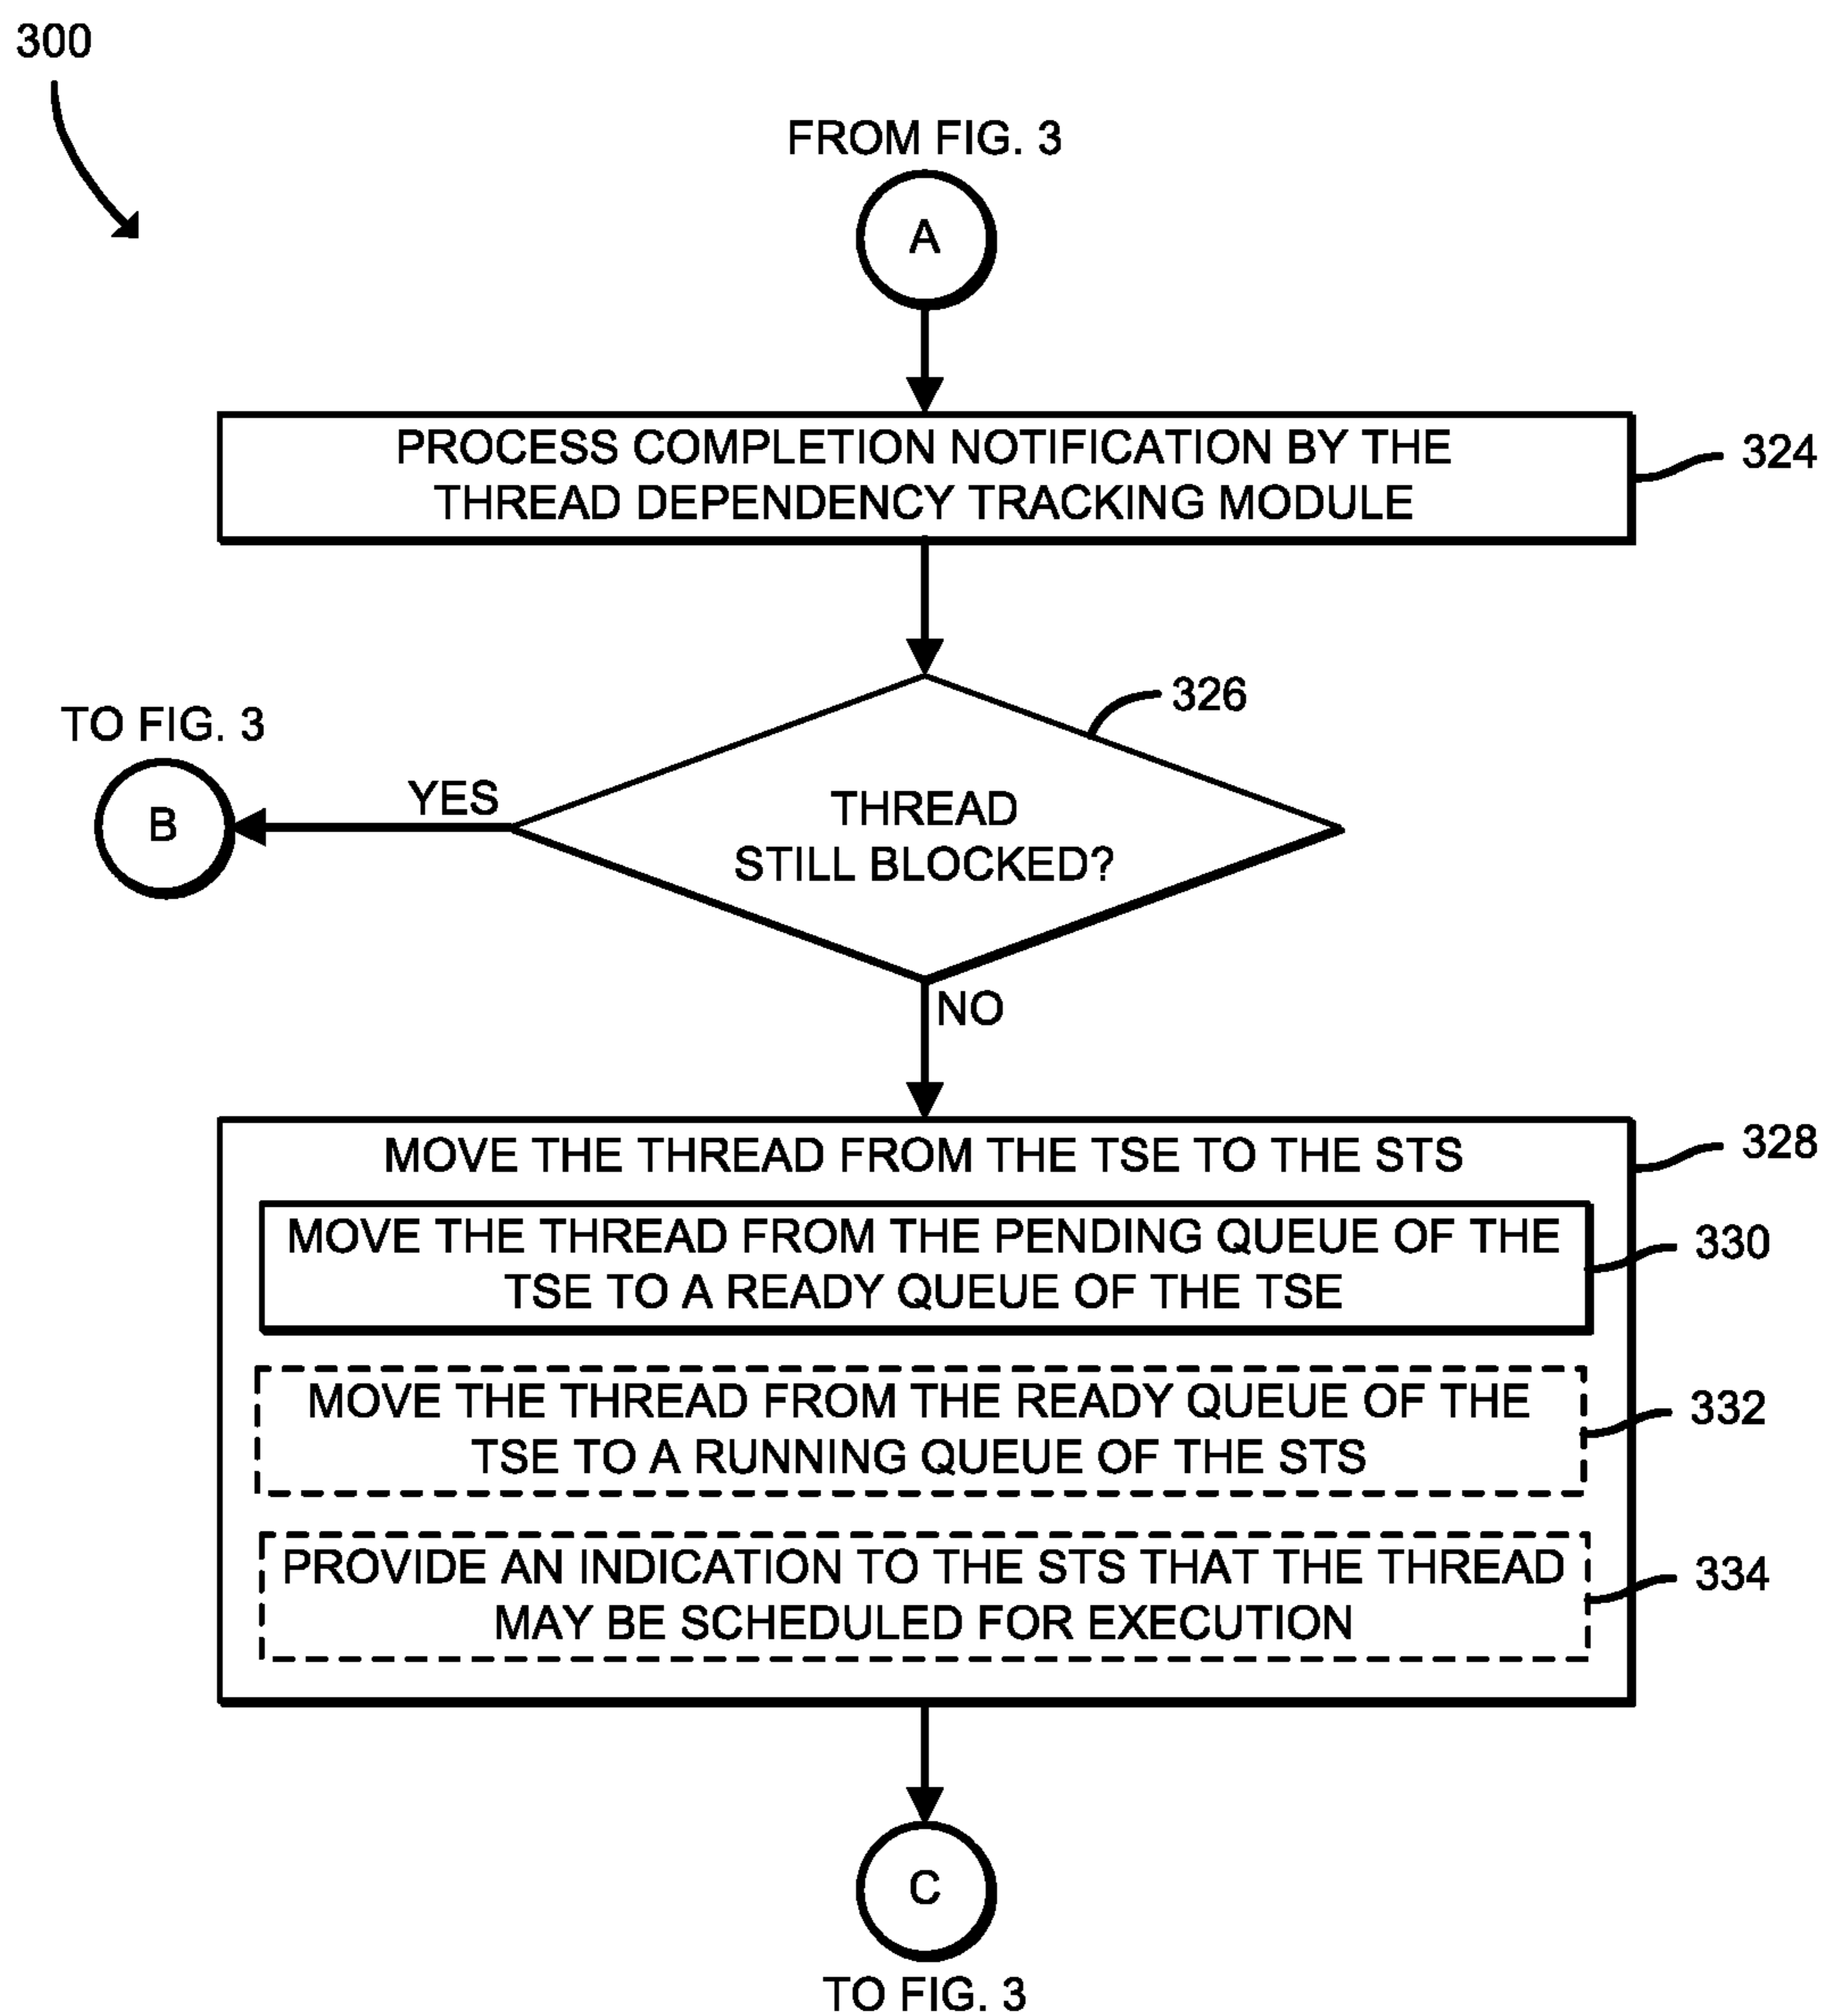 300
FROM FIG. 3
A
PROCESS COMPLETION NOTIFICATION BY THE
THREAD DEPENDENCY TRACKING MODULE
324
326
TO FIG. 3
B
YES
THREAD
STILL BLOCKED?
NO
MOVE THE THREAD FROM THE TSE TO THE STS
328
MOVE THE THREAD FROM THE PENDING QUEUE OF THE
TSE TO A READY QUEUE OF THE TSE
330
MOVE THE THREAD FROM THE READY QUEUE OF THE
TSE TO A RUNNING QUEUE OF THE STS
332
PROVIDE AN INDICATION TO THE STS THAT THE THREAD
MAY BE SCHEDULED FOR EXECUTION
334
C
TO FIG. 3